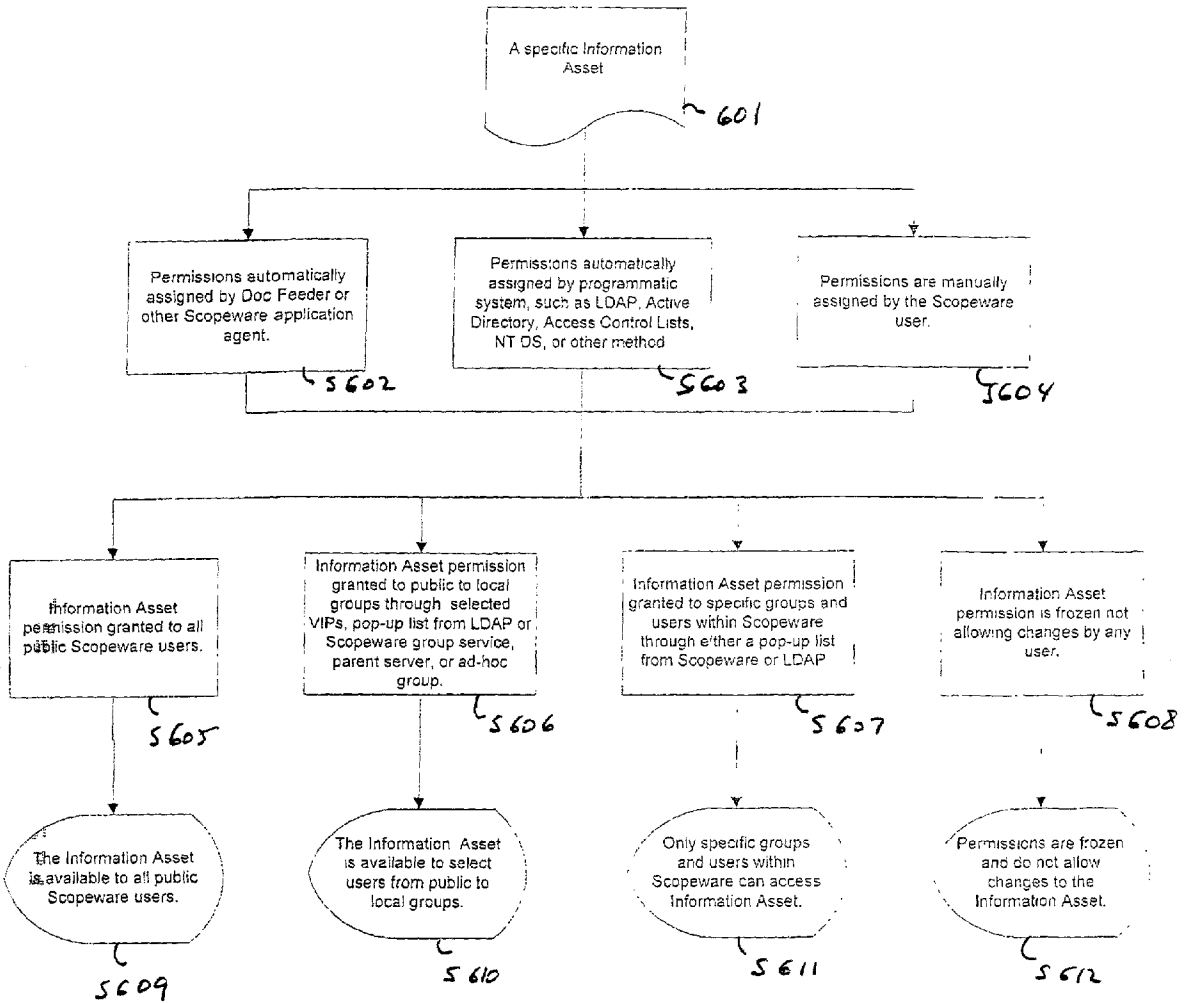 A specific Information
Asset
601
Permissions automatically
assigned by Doc Feeder or
other Scopeware application
agent.
S602
Permissions automatically
assigned by programmatic
system, such as LDAP, Active
Directory, Access Control Lists,
NT DS, or other method
S603
Permissions are manually
assigned by the Scopeware
user.
S604
Information Asset
permission granted to all
public Scopeware users.
S605
Information Asset permission
granted to public to local
groups through selected
VIPs, pop-up list from LDAP or
Scopeware group service,
parent server, or ad-hoc
group.
S606
Information Asset permission
granted to specific groups and
users within Scopeware
through either a pop-up list
from Scopeware or LDAP
S607
Information Asset
permission is frozen not
allowing changes by any
user.
S608
The Information Asset
is available to all public
Scopeware users.
S609
The Information Asset
is available to select
users from public to
local groups.
S610
Only specific groups
and users within
Scopeware can access
Information Asset.
S611
Permissions are frozen
and do not allow
changes to the
Information Asset.
S612